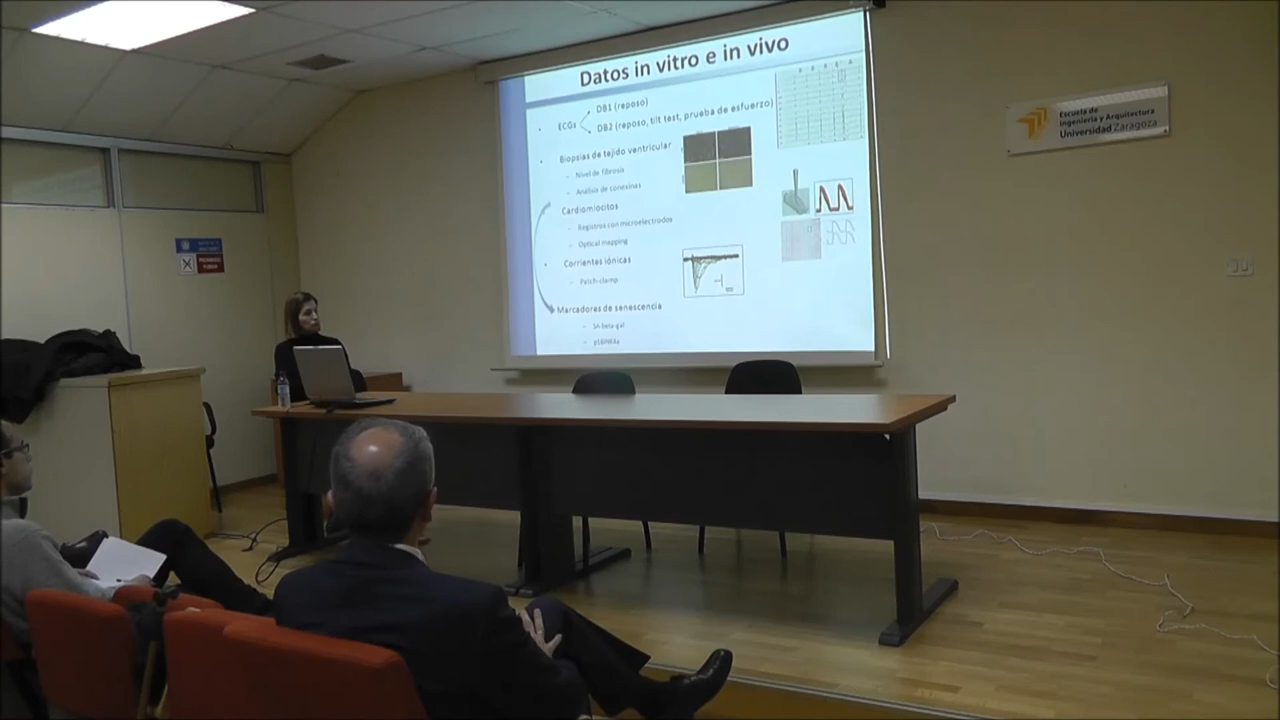 Datos in vitro e in vivo
DB1 (reposo)
ECGs
DB2 (reposo, tilt test, prueba de esfuerzo)
Biopsias de tejido ventricular
- Nivel de fibrosis
- Análisis de conexinas
Cardiomiocitos
- Registros con microelectrodos
- Optical mapping
Corrientes iónicas
- Patch-clamp
Marcadores de senescencia
- SA-beta-gal
- p16INK4a
Escuela de
Ingeniería y Arquitectura
Universidad Zaragoza